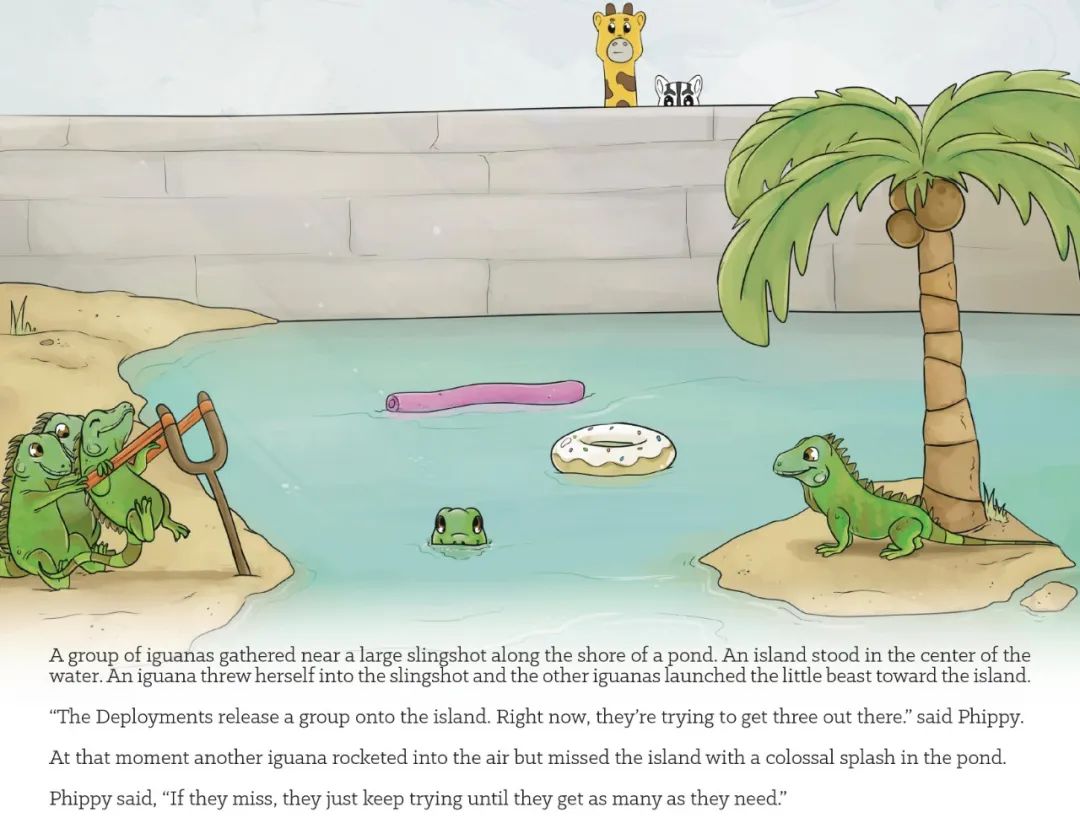 A group of iguanas gathered near a large slingshot along the shore of a pond. An island stood in the center of the
water. An iguana threw herself into the slingshot and the other iguanas launched the little beast toward the island.
“The Deployments release a group onto the island. Right now, they’re trying to get three out there.” said Phippy.
At that moment another iguana rocketed into the air but missed the island with a colossal splash in the pond.
Phippy said, “If they miss, they just keep trying until they get as many as they need.”